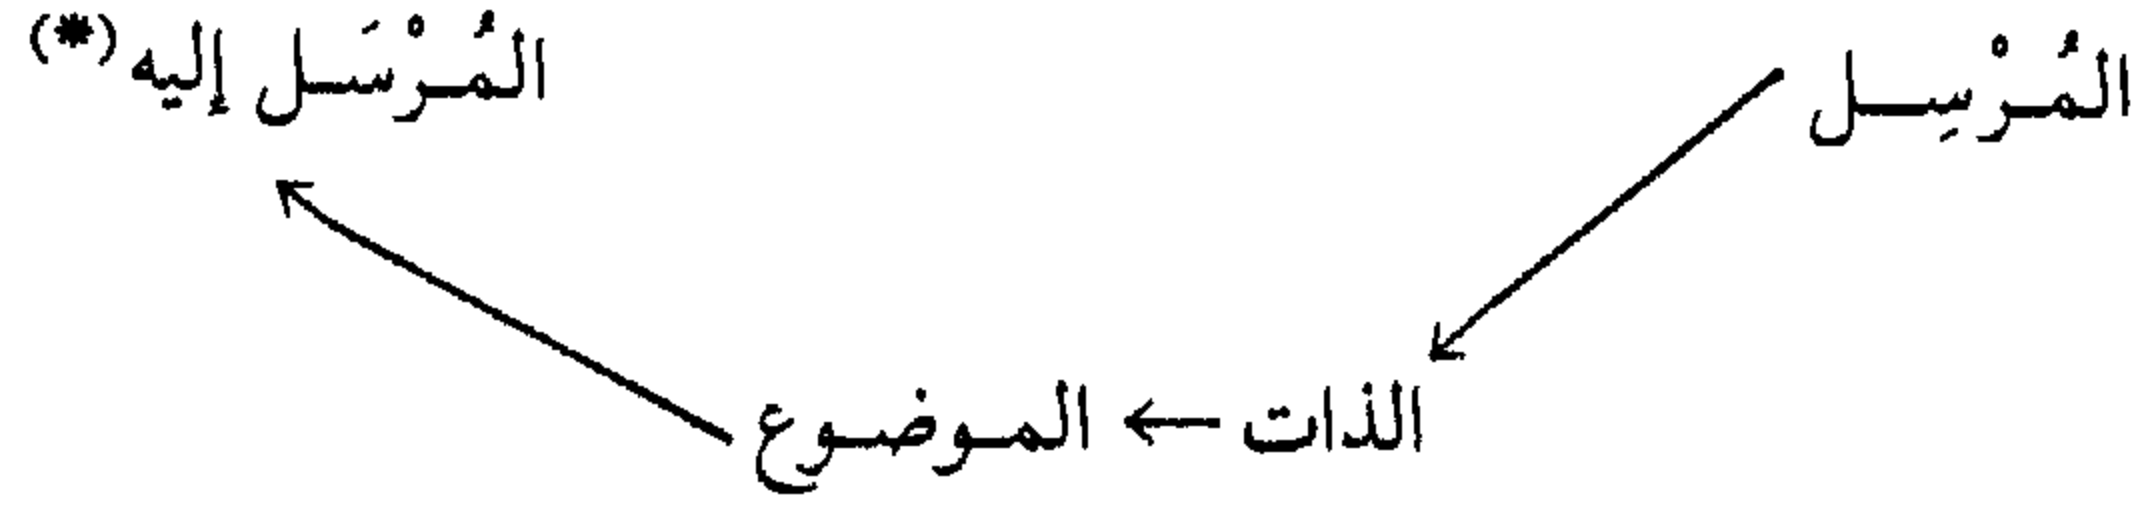 المُرْسِل
المُرْسَل إليه (*)
الذات ← الموضوع